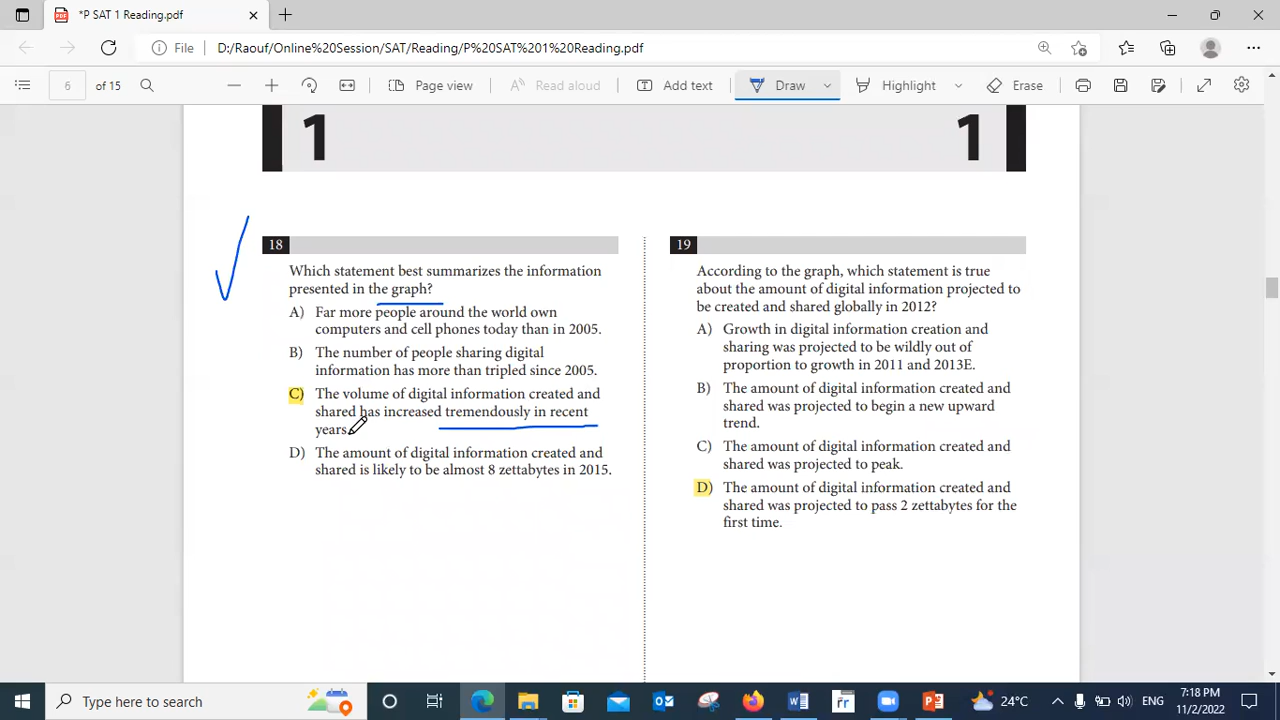 *P SAT 1 Reading.pdf
File D:/Raouf/Online%20Session/SAT/Reading/P%20SAT%201%20Reading.pdf
6 of 15 Page view Read aloud Add text Draw Highlight Erase
1 1
18
Which statement best summarizes the information
presented in the graph?
A) Far more people around the world own
computers and cell phones today than in 2005.
B) The number of people sharing digital
information has more than tripled since 2005.
C) The volume of digital information created and
shared has increased tremendously in recent
years.
D) The amount of digital information created and
shared is likely to be almost 8 zettabytes in 2015.
19
According to the graph, which statement is true
about the amount of digital information projected to
be created and shared globally in 2012?
A) Growth in digital information creation and
sharing was projected to be wildly out of
proportion to growth in 2011 and 2013E.
B) The amount of digital information created and
shared was projected to begin a new upward
trend.
C) The amount of digital information created and
shared was projected to peak.
D) The amount of digital information created and
shared was projected to pass 2 zettabytes for the
first time.
Type here to search
24°C
ENG
7:18 PM
11/2/2022